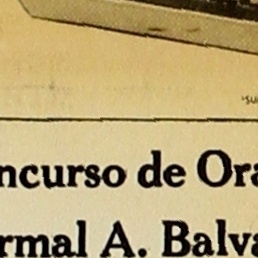 ncurso de Ora
rmal A. Balva